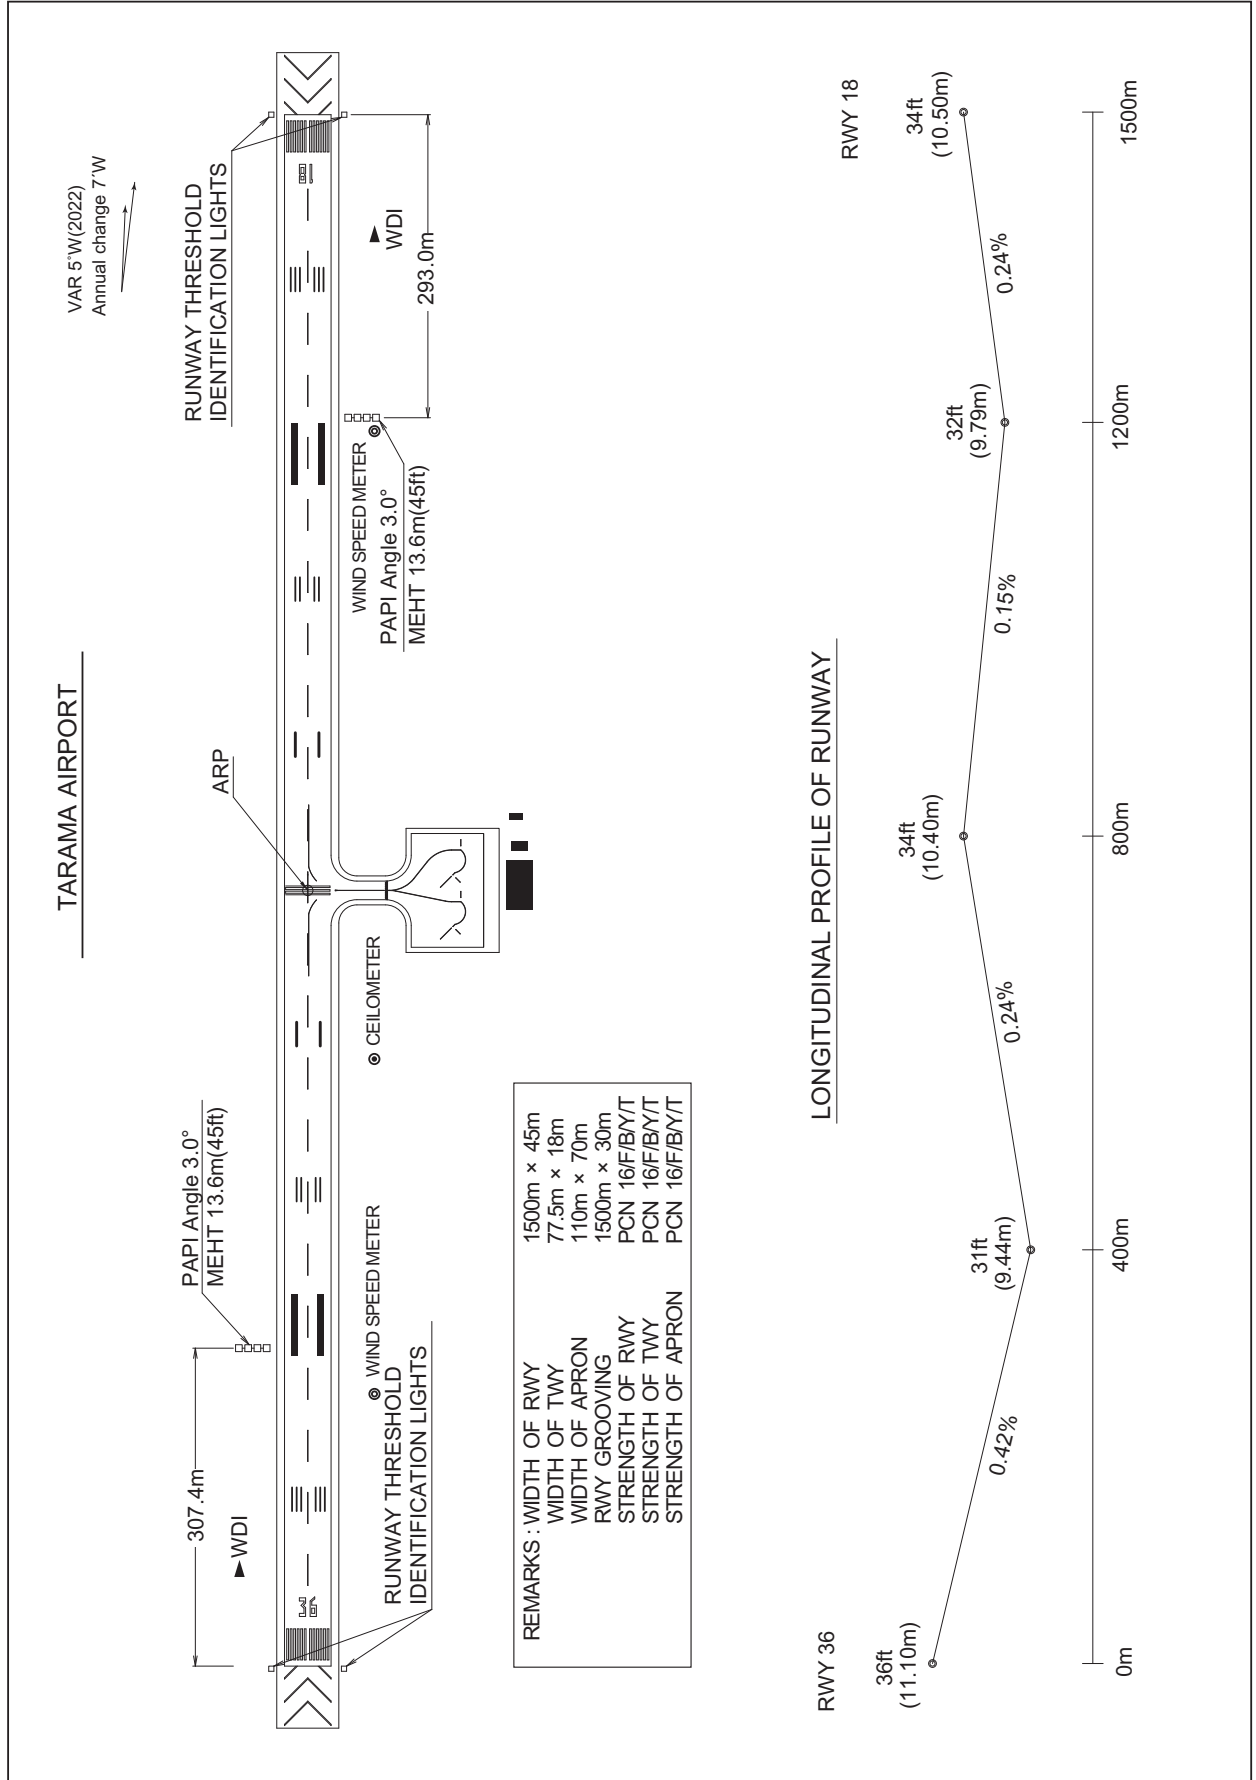 TARAMA AIRPORT
VAR 5°W(2022)
Annual change 7'W
307.4m
WDI
PAPI Angle 3.0°
MEHT 13.6m(45ft)
ARP
RUNWAY THRESHOLD
IDENTIFICATION LIGHTS
36
18
WIND SPEED METER
RUNWAY THRESHOLD
IDENTIFICATION LIGHTS
CEILOMETER
WIND SPEED METER
PAPI Angle 3.0°
MEHT 13.6m(45ft)
WDI
293.0m
REMARKS : WIDTH OF RWY 1500m × 45m
WIDTH OF TWY 77.5m × 18m
WIDTH OF APRON 110m × 70m
RWY GROOVING 1500m × 30m
STRENGTH OF RWY PCN 16/F/B/Y/T
STRENGTH OF TWY PCN 16/F/B/Y/T
STRENGTH OF APRON PCN 16/F/B/Y/T
LONGITUDINAL PROFILE OF RUNWAY
RWY 36
RWY 18
36ft
(11.10m)
31ft
(9.44m)
34ft
(10.40m)
32ft
(9.79m)
34ft
(10.50m)
0.42%
0.24%
0.15%
0.24%
0m
400m
800m
1200m
1500m